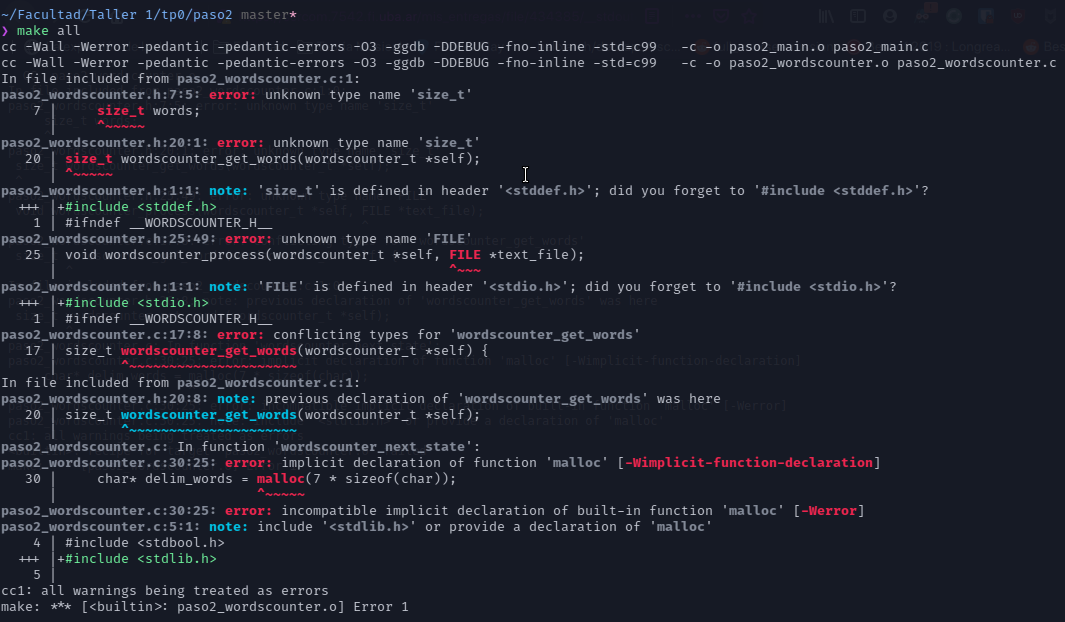 ~/Facultad/Taller 1/tp0/paso2 master*
❯ make all
cc -Wall -Werror -pedantic -pedantic-errors -O3 -ggdb -DDEBUG -fno-inline -std=c99   -c -o paso2_main.o paso2_main.c
cc -Wall -Werror -pedantic -pedantic-errors -O3 -ggdb -DDEBUG -fno-inline -std=c99   -c -o paso2_wordscounter.o paso2_wordscounter.c
In file included from paso2_wordscounter.c:1:
paso2_wordscounter.h:7:5: error: unknown type name 'size_t'
    7 |     size_t words;
      |     ^~~~~~
paso2_wordscounter.h:20:1: error: unknown type name 'size_t'
   20 | size_t wordscounter_get_words(wordscounter_t *self);
      | ^~~~~~
paso2_wordscounter.h:1:1: note: 'size_t' is defined in header '<stddef.h>'; did you forget to '#include <stddef.h>'?
  +++ |+#include <stddef.h>
    1 | #ifndef __WORDSCOUNTER_H__
paso2_wordscounter.h:25:49: error: unknown type name 'FILE'
   25 | void wordscounter_process(wordscounter_t *self, FILE *text_file);
      |                                                 ^~~~
paso2_wordscounter.h:1:1: note: 'FILE' is defined in header '<stdio.h>'; did you forget to '#include <stdio.h>'?
  +++ |+#include <stdio.h>
    1 | #ifndef __WORDSCOUNTER_H__
paso2_wordscounter.c:17:8: error: conflicting types for 'wordscounter_get_words'
   17 | size_t wordscounter_get_words(wordscounter_t *self) {
      |        ^~~~~~~~~~~~~~~~~~~~~~
In file included from paso2_wordscounter.c:1:
paso2_wordscounter.h:20:8: note: previous declaration of 'wordscounter_get_words' was here
   20 | size_t wordscounter_get_words(wordscounter_t *self);
      |        ^~~~~~~~~~~~~~~~~~~~~~
paso2_wordscounter.c: In function 'wordscounter_next_state':
paso2_wordscounter.c:30:25: error: implicit declaration of function 'malloc' [-Wimplicit-function-declaration]
   30 |     char* delim_words = malloc(7 * sizeof(char));
      |                         ^~~~~~
paso2_wordscounter.c:30:25: error: incompatible implicit declaration of built-in function 'malloc' [-Werror]
paso2_wordscounter.c:5:1: note: include '<stdlib.h>' or provide a declaration of 'malloc'
    4 | #include <stdbool.h>
  +++ |+#include <stdlib.h>
    5 |
cc1: all warnings being treated as errors
make: *** [<builtin>: paso2_wordscounter.o] Error 1